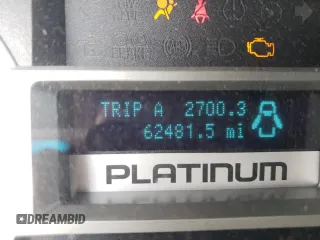 TRIP A 2700.3
62481.5 mi
PLATINUM
DREAMBID